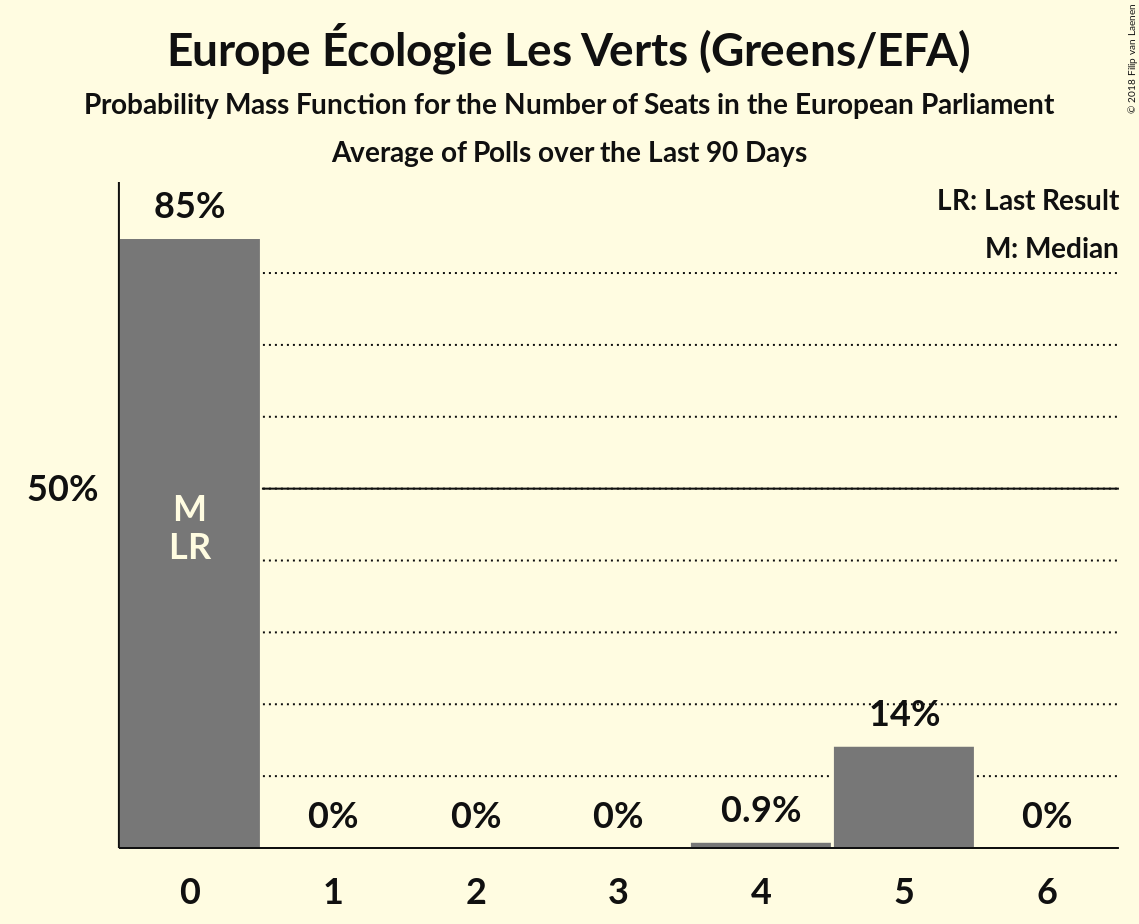 Europe Écologie Les Verts (Greens/EFA)
Probability Mass Function for the Number of Seats in the European Parliament
Average of Polls over the Last 90 Days
© 2018 Filip van Laenen
LR: Last Result
M: Median
85%
50%
M
LR
0%
0%
0%
0.9%
14%
0%
0
1
2
3
4
5
6